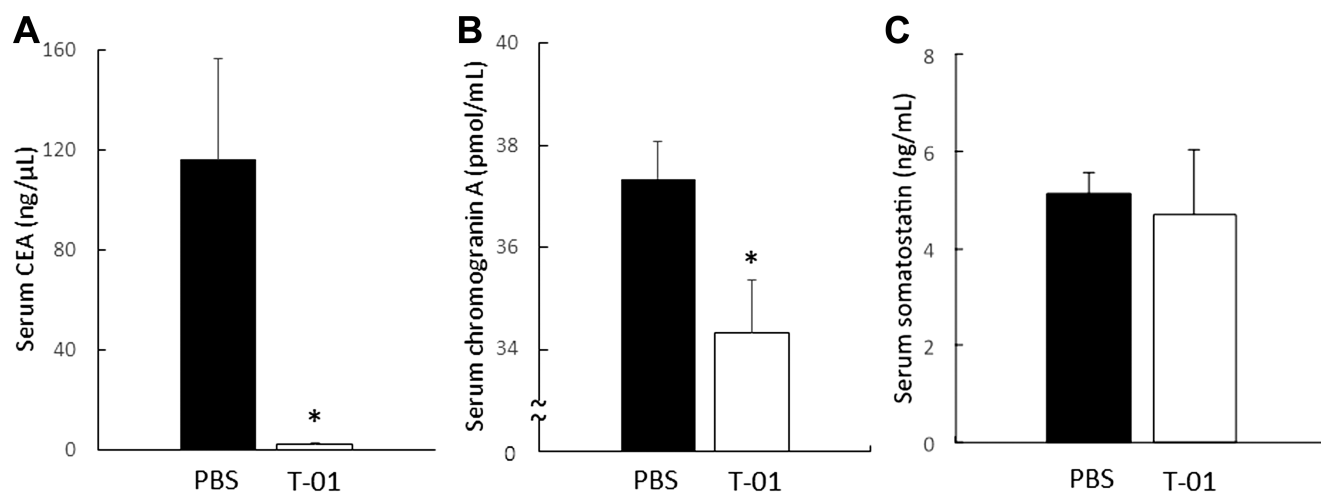 A
Serum CEA (ng/μL)
160
120
80
40
0
*
PBS
T-01
B
Serum chromogranin A (pmol/mL)
40
38
36
34
0
*
PBS
T-01
C
Serum somatostatin (ng/mL)
8
6
4
2
0
PBS
T-01